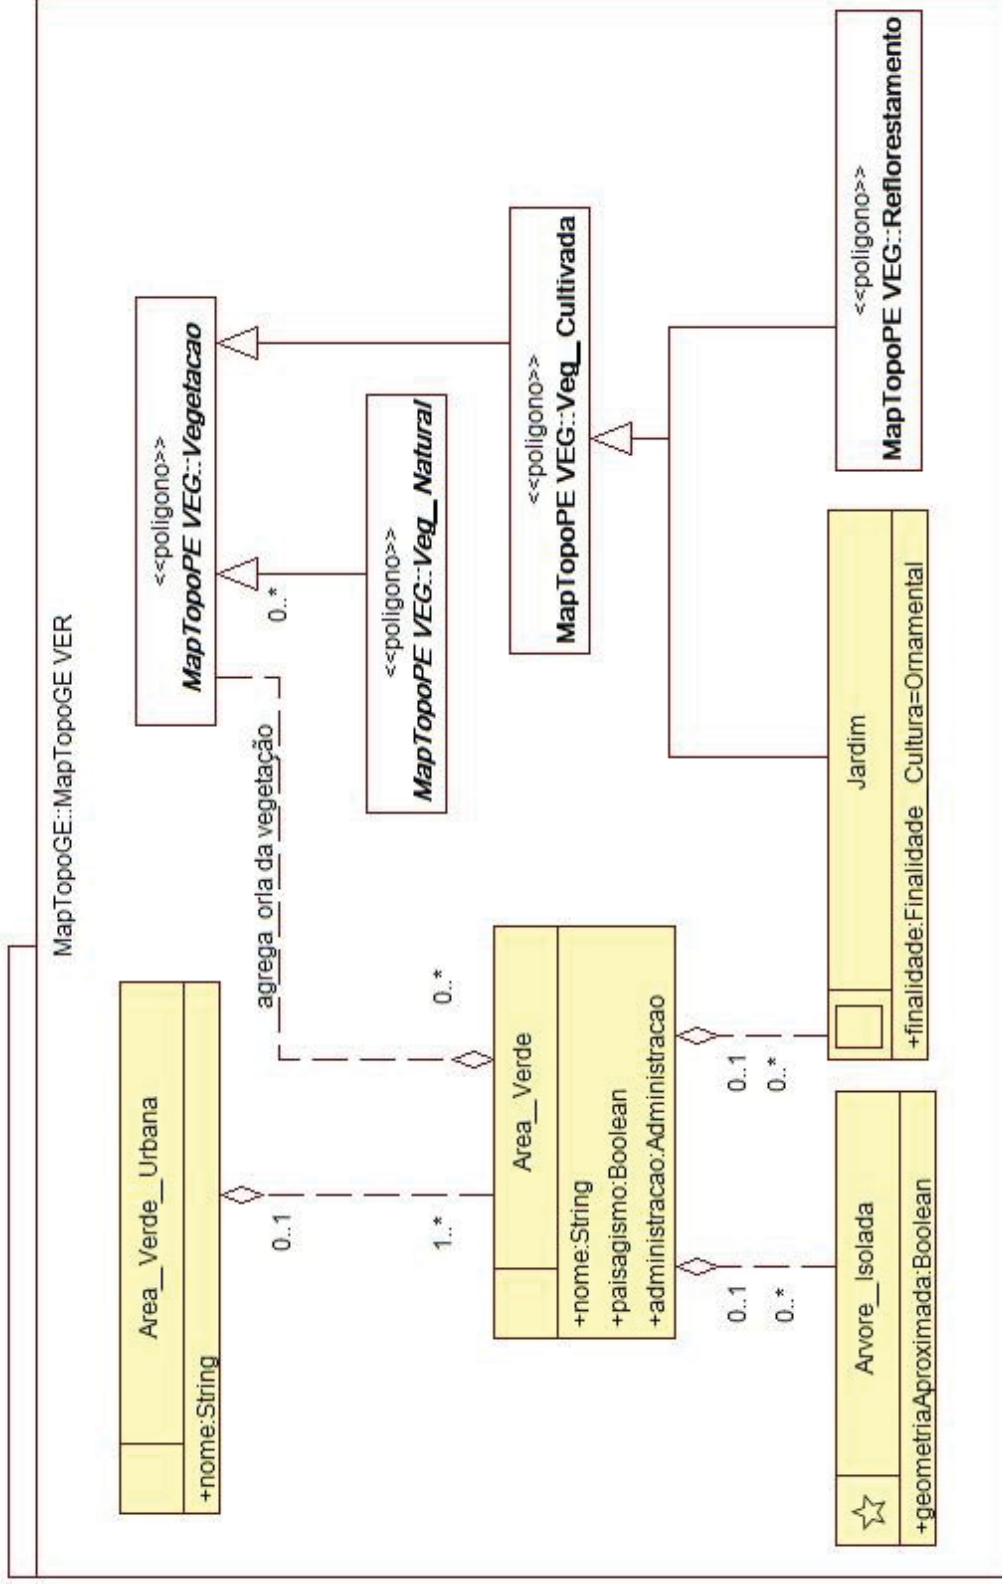 MapTopoGE::MapTopoGE VER
Area_Verde_Urbana
+nome:String
0..1
1..*
agrega orla da vegetação
0..*
0..*
<<poligono>>
MapTopoPE VEG::Vegetacao
<<poligono>>
MapTopoPE VEG::Veg_Natural
<<poligono>>
MapTopoPE VEG::Veg_Cultivada
Area_Verde
+nome:String
+paisagismo:Boolean
+administracao:Administracao
0..1
0..*
0..1
0..*
Arvore_Isolada
+geometriaAproximada:Boolean
Jardim
+finalidade:Finalidade_Cultura=Ornamental
<<poligono>>
MapTopoPE VEG::Reflorestamento